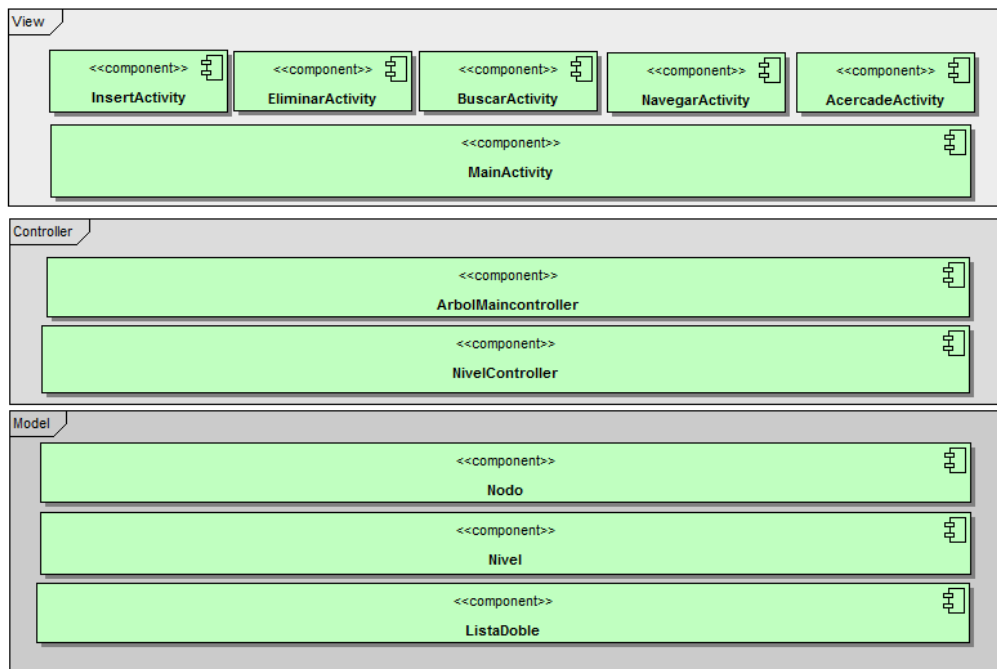 View
<<component>>
InsertActivity
<<component>>
EliminarActivity
<<component>>
BuscarActivity
<<component>>
NavegarActivity
<<component>>
AcercadeActivity
<<component>>
MainActivity
Controller
<<component>>
ArbolMaincontroller
<<component>>
NivelController
Model
<<component>>
Nodo
<<component>>
Nivel
<<component>>
ListaDoble